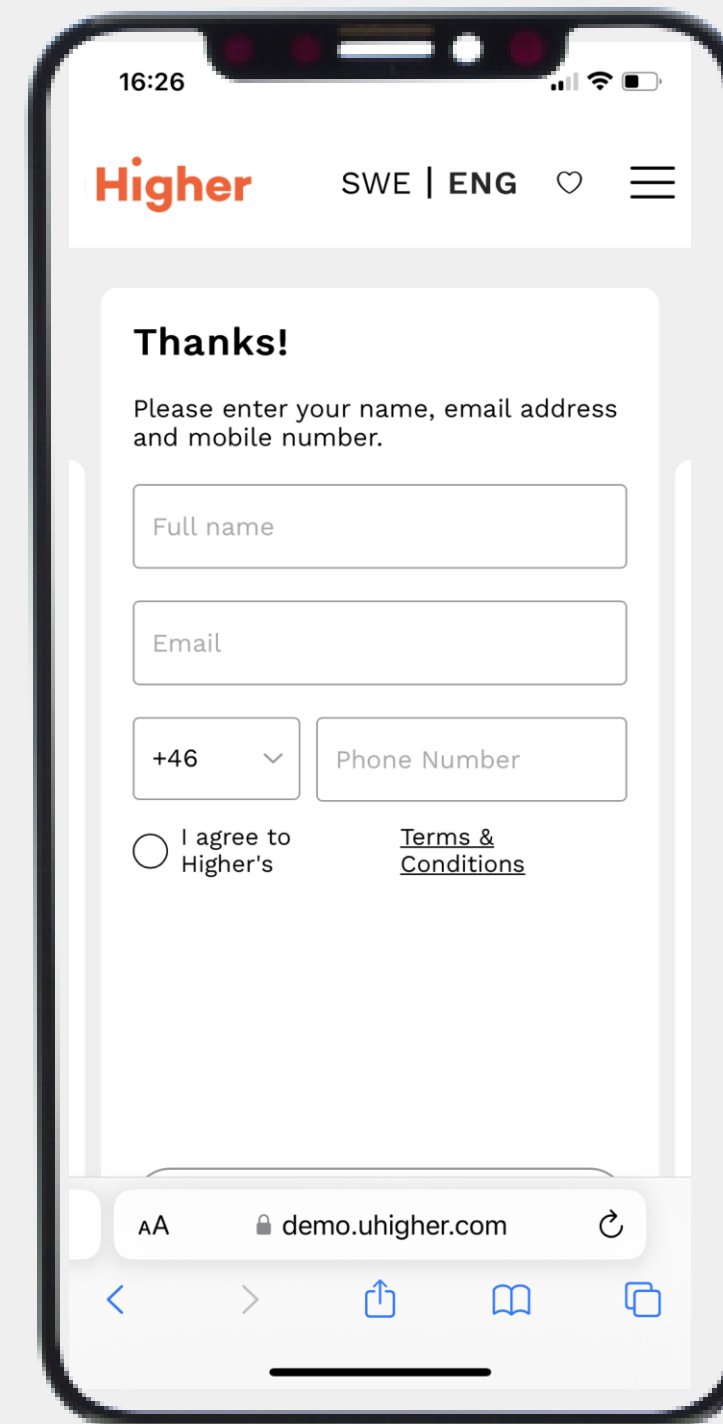 16:26
Higher SWE | ENG
Thanks!
Please enter your name, email address
and mobile number.
Full name
Email
+46 Phone Number
I agree to Terms &
Higher's Conditions
AA demo.uhigher.com